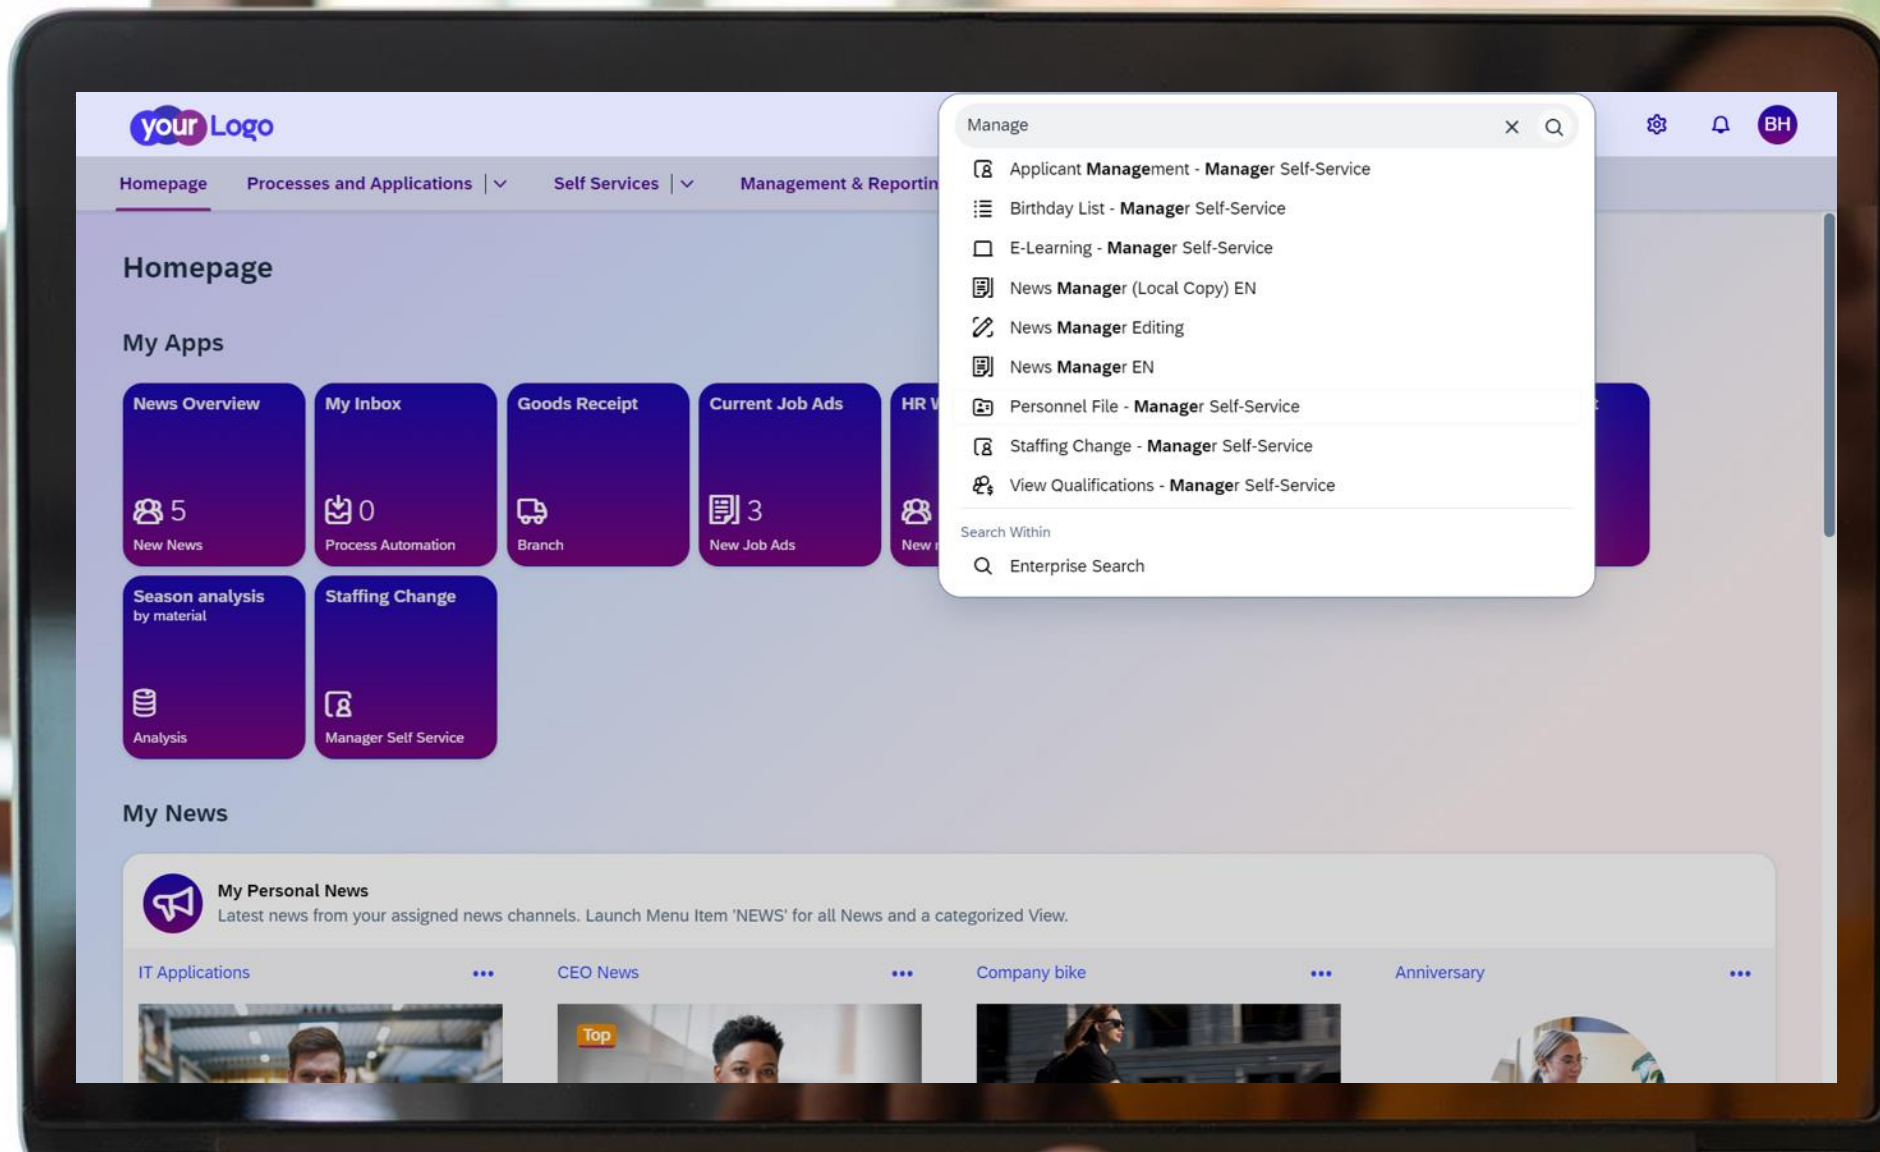 your Logo
Manage
BH
Homepage
Processes and Applications
Self Services
Management & Reportin
Applicant Management - Manager Self-Service
Birthday List - Manager Self-Service
E-Learning - Manager Self-Service
News Manager (Local Copy) EN
News Manager Editing
News Manager EN
Personnel File - Manager Self-Service
Staffing Change - Manager Self-Service
View Qualifications - Manager Self-Service
Search Within
Enterprise Search
Homepage
My Apps
News Overview
5
New News
My Inbox
0
Process Automation
Goods Receipt
Branch
Current Job Ads
3
New Job Ads
HR
New
Season analysis
by material
Analysis
Staffing Change
Manager Self Service
My News
My Personal News
Latest news from your assigned news channels. Launch Menu Item 'NEWS' for all News and a categorized View.
IT Applications
CEO News
Company bike
Anniversary
Top